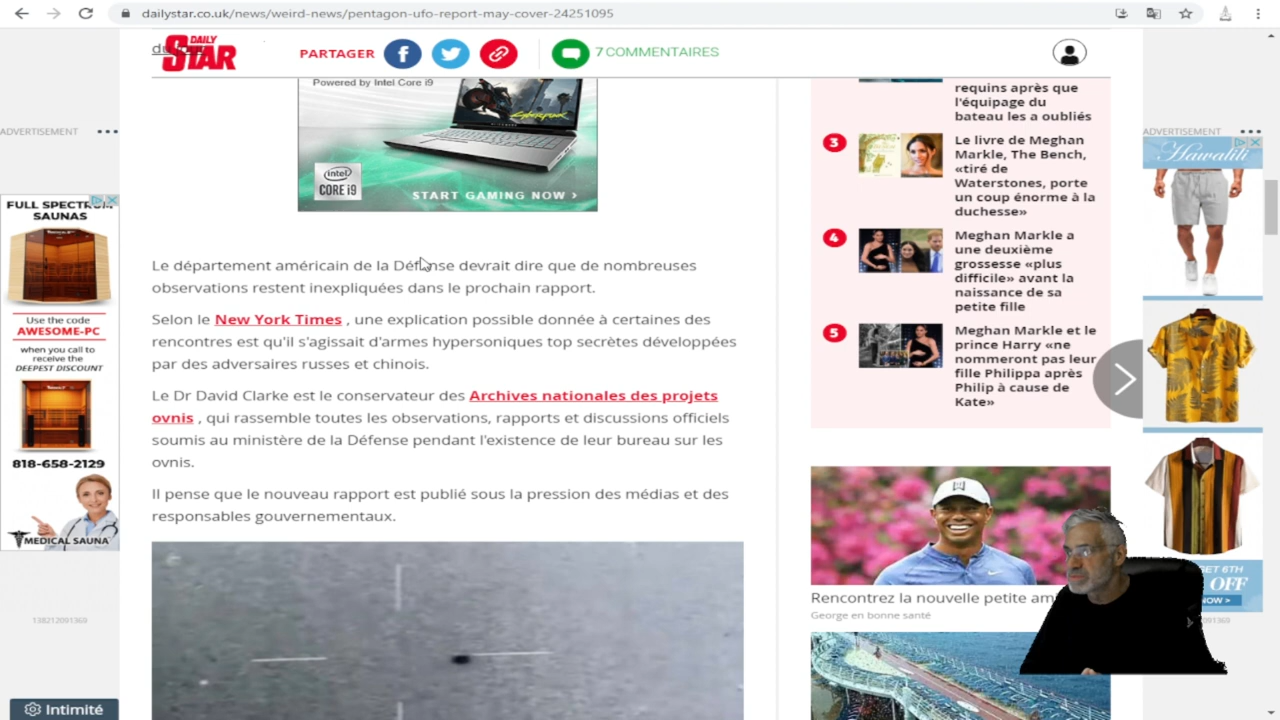 dailystar.co.uk/news/weird-news/pentagon-ufo-report-may-cover-24251095
DAILY
STAR
PARTAGER
7 COMMENTAIRES
ADVERTISEMENT
FULL SPECTRUM
SAUNAS
Use the code
AWESOME-PC
when you call to
receive the
DEEPEST DISCOUNT
818-658-2129
MEDICAL SAUNA
138212091369
Intimité
Powered by Intel Core i9
intel
CORE i9
START GAMING NOW >
Le département américain de la Défense devrait dire que de nombreuses
observations restent inexpliquées dans le prochain rapport.
Selon le New York Times , une explication possible donnée à certaines des
rencontres est qu'il s'agissait d'armes hypersoniques top secrètes développées
par des adversaires russes et chinois.
Le Dr David Clarke est le conservateur des Archives nationales des projets
ovnis , qui rassemble toutes les observations, rapports et discussions officiels
soumis au ministère de la Défense pendant l'existence de leur bureau sur les
ovnis.
Il pense que le nouveau rapport est publié sous la pression des médias et des
responsables gouvernementaux.
requins après que
l'équipage du
bateau les a oubliés
3
Le livre de Meghan
Markle, The Bench,
«tiré de
Waterstones, porte
un coup énorme à la
duchesse»
4
Meghan Markle a
une deuxième
grossesse «plus
difficile» avant la
naissance de sa
petite fille
5
Meghan Markle et le
prince Harry «ne
nommeront pas leur
fille Philippa après
Philip à cause de
Kate»
Rencontrez la nouvelle petite
George en bonne santé
ADVERTISEMENT
Hawalili
6TH
OFF
NOW >